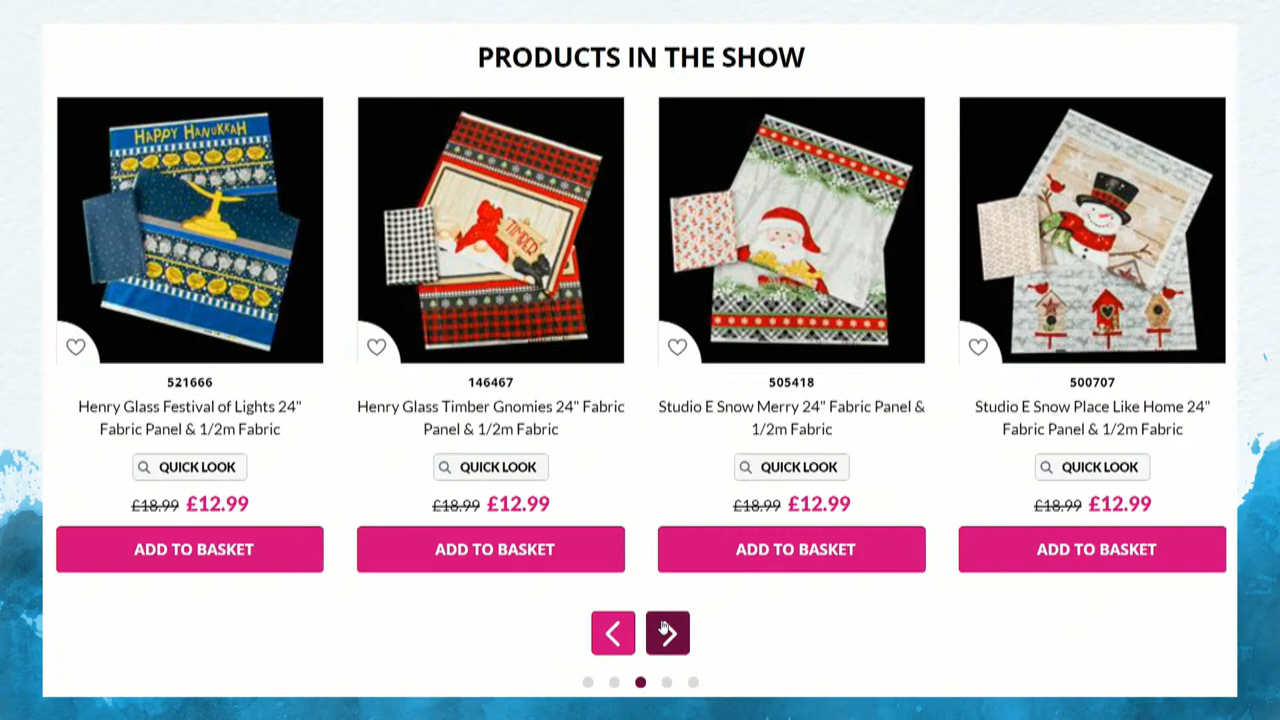 PRODUCTS IN THE SHOW
HAPPY HANUKKAH
TIMBER
521666
Henry Glass Festival of Lights 24"
Fabric Panel & 1/2m Fabric
QUICK LOOK
£18.99 £12.99
ADD TO BASKET
146467
Henry Glass Timber Gnomies 24" Fabric
Panel & 1/2m Fabric
QUICK LOOK
£18.99 £12.99
ADD TO BASKET
505418
Studio E Snow Merry 24" Fabric Panel &
1/2m Fabric
QUICK LOOK
£18.99 £12.99
ADD TO BASKET
500707
Studio E Snow Place Like Home 24"
Fabric Panel & 1/2m Fabric
QUICK LOOK
£18.99 £12.99
ADD TO BASKET